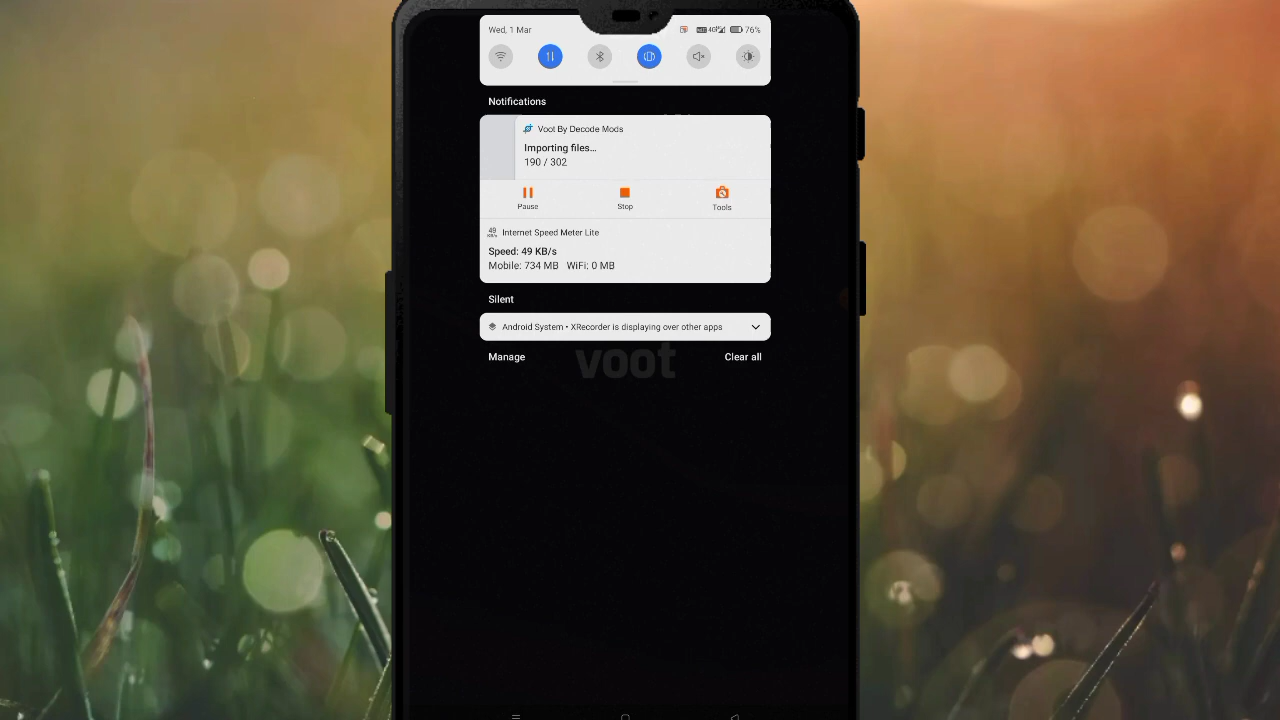 Wed, 1 Mar
76%
Notifications
Voot By Decode Mods
Importing files...
190 / 302
Pause
Stop
Tools
49
KB/s
Internet Speed Meter Lite
Speed: 49 KB/s
Mobile: 734 MB WiFi: 0 MB
Silent
Android System • XRecorder is displaying over other apps
Manage
Clear all
voot